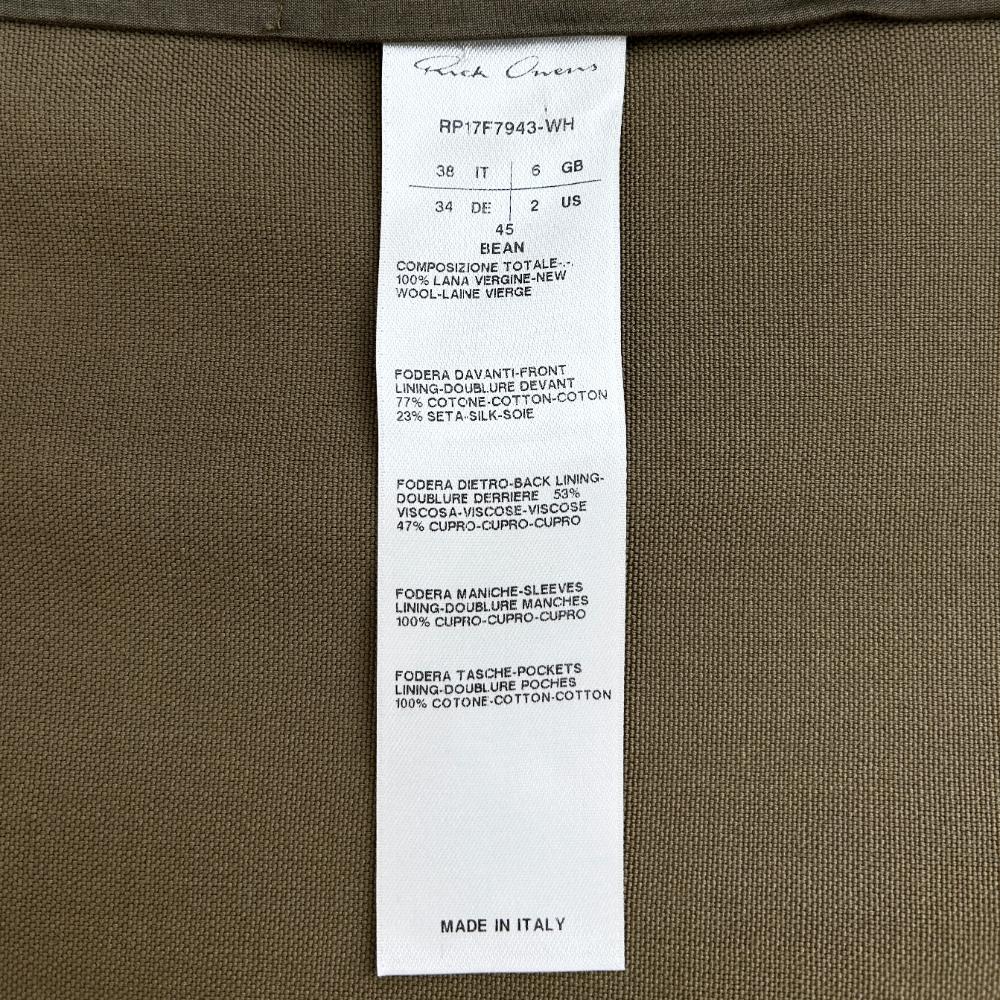 Rick Owens
RP17F7943-WH
38 IT 6 GB
34 DE 2 US
45
BEAN
COMPOSIZIONE TOTALE-.-.
100% LANA VERGINE-NEW
WOOL-LAINE VIERGE
FODERA DAVANTI-FRONT
LINING-DOUBLURE DEVANT
77% COTONE-COTTON-COTON
23% SETA-SILK-SOIE
FODERA DIETRO-BACK LINING-
DOUBLURE DERRIERE 53%
VISCOSA-VISCOSE-VISCOSE
47% CUPRO-CUPRO-CUPRO
FODERA MANICHE-SLEEVES
LINING-DOUBLURE MANCHES
100% CUPRO-CUPRO-CUPRO
FODERA TASCHE-POCKETS
LINING-DOUBLURE POCHES
100% COTONE-COTTON-COTTON
MADE IN ITALY